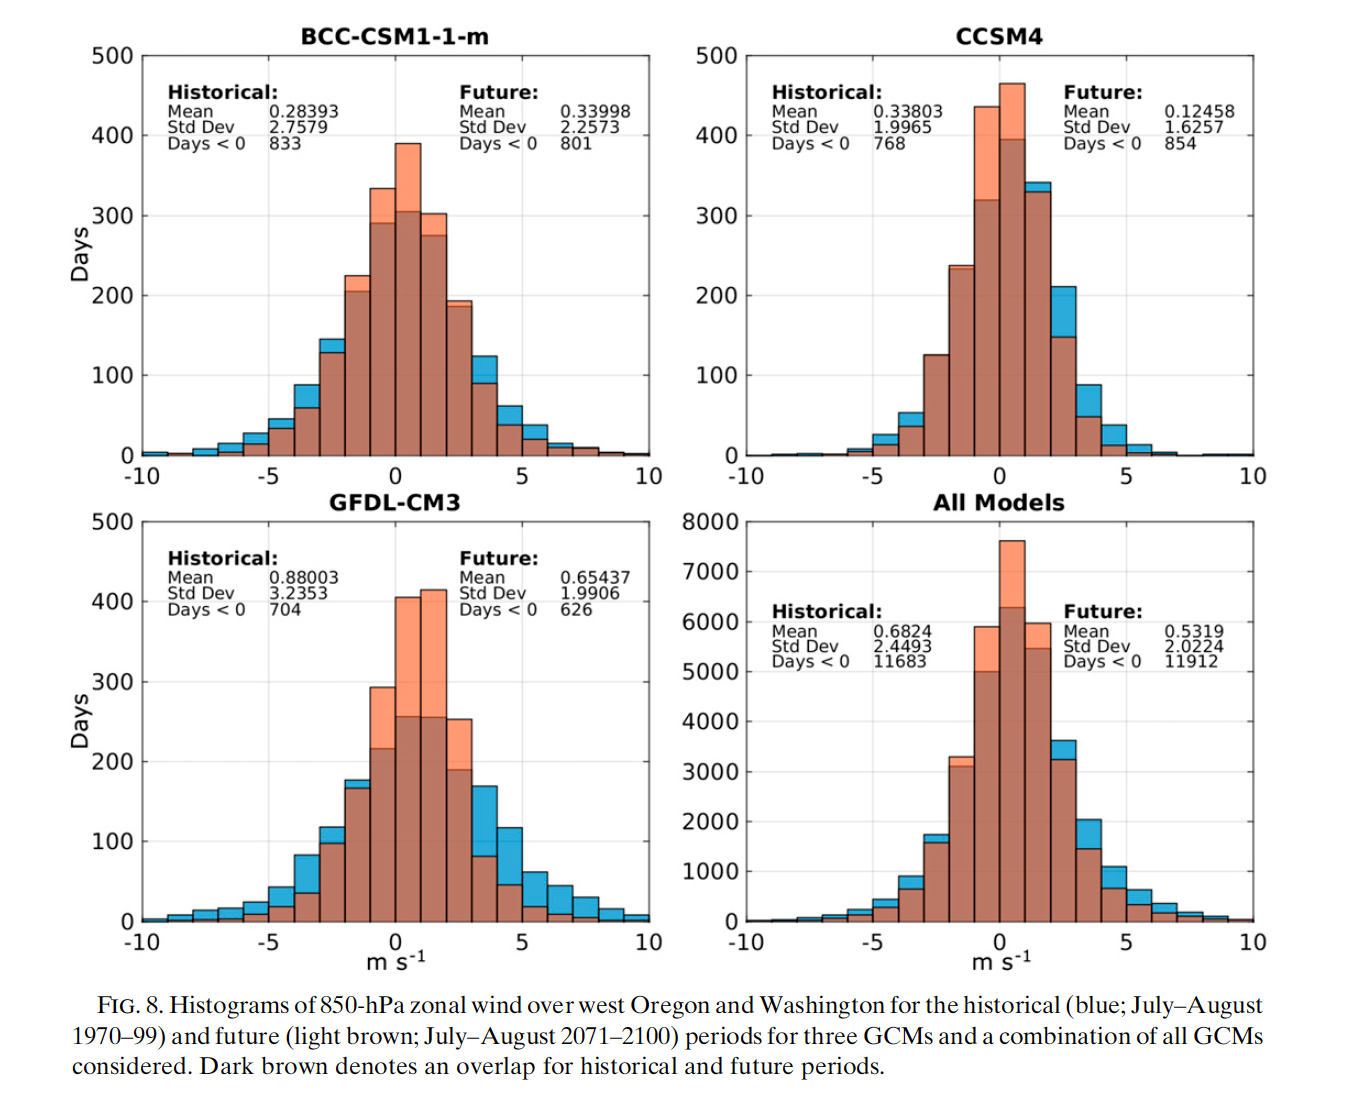 BCC-CSM1-1-m
500
400
300
200
100
0
Days
-10 -5 0 5 10
Historical:
Mean 0.28393
Std Dev 2.7579
Days < 0 833
Future:
Mean 0.33998
Std Dev 2.2573
Days < 0 801
CCSM4
500
400
300
200
100
0
-10 -5 0 5 10
Historical:
Mean 0.33803
Std Dev 1.9965
Days < 0 768
Future:
Mean 0.12458
Std Dev 1.6257
Days < 0 854
GFDL-CM3
500
400
300
200
100
0
Days
-10 -5 0 5 10
m s-1
Historical:
Mean 0.88003
Std Dev 3.2353
Days < 0 704
Future:
Mean 0.65437
Std Dev 1.9906
Days < 0 626
All Models
8000
7000
6000
5000
4000
3000
2000
1000
0
-10 -5 0 5 10
m s-1
Historical:
Mean 0.6824
Std Dev 2.4493
Days < 0 11683
Future:
Mean 0.5319
Std Dev 2.0224
Days < 0 11912
FIG. 8. Histograms of 850-hPa zonal wind over west Oregon and Washington for the historical (blue; July–August
1970–99) and future (light brown; July–August 2071–2100) periods for three GCMs and a combination of all GCMs
considered. Dark brown denotes an overlap for historical and future periods.